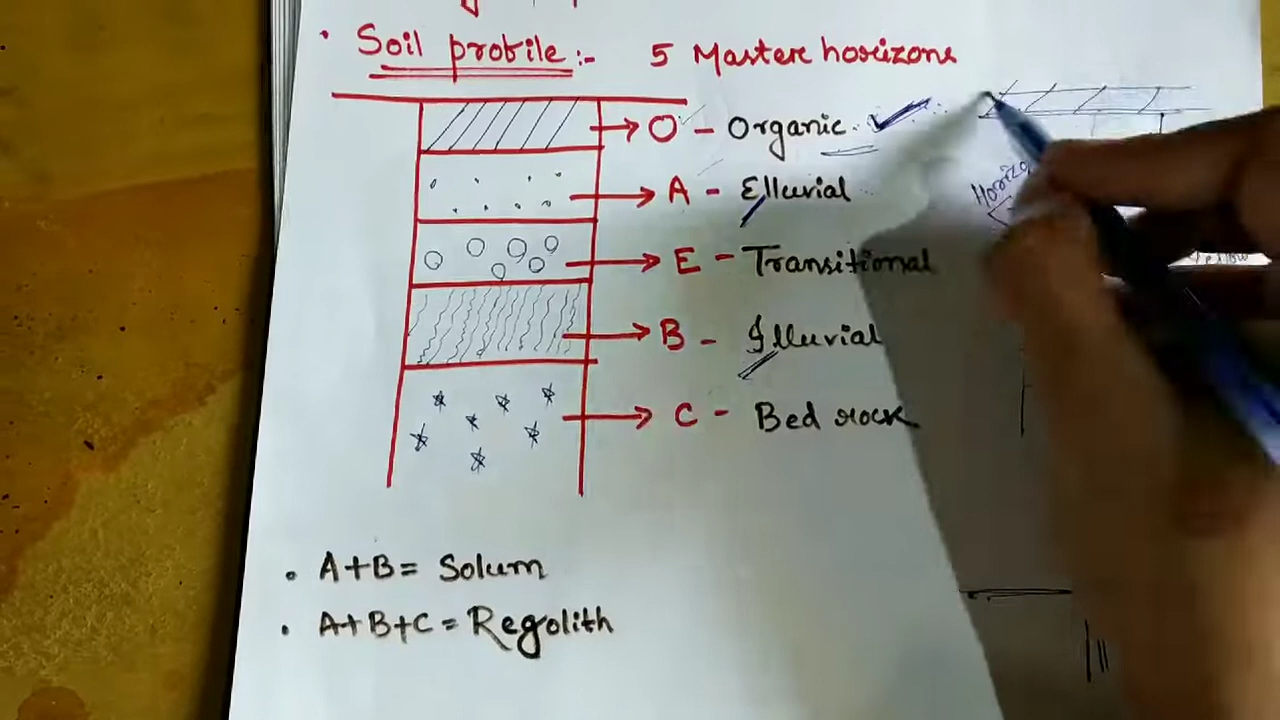 • Soil profile :- 5 Master horizons
→ O - Organic.
→ A - Elluvial
→ E - Transitional
→ B - Illuvial
→ C - Bed rock
• A+B= Solum
• A+B+C = Regolith